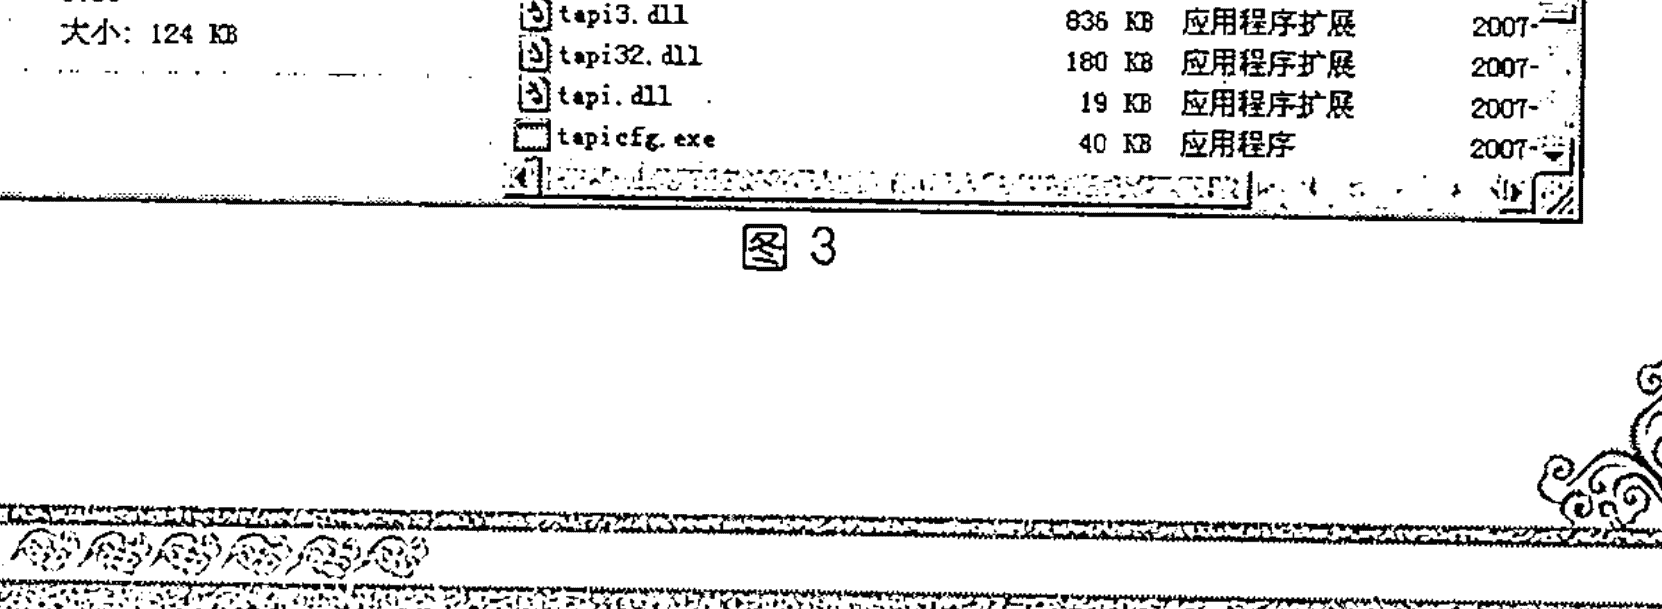 大小: 124 KB
tapi3.dll 836 KB 应用程序扩展 2007-
tapi32.dll 180 KB 应用程序扩展 2007-
tapi.dll 19 KB 应用程序扩展 2007-
tapicfg.exe 40 KB 应用程序 2007-
图 3